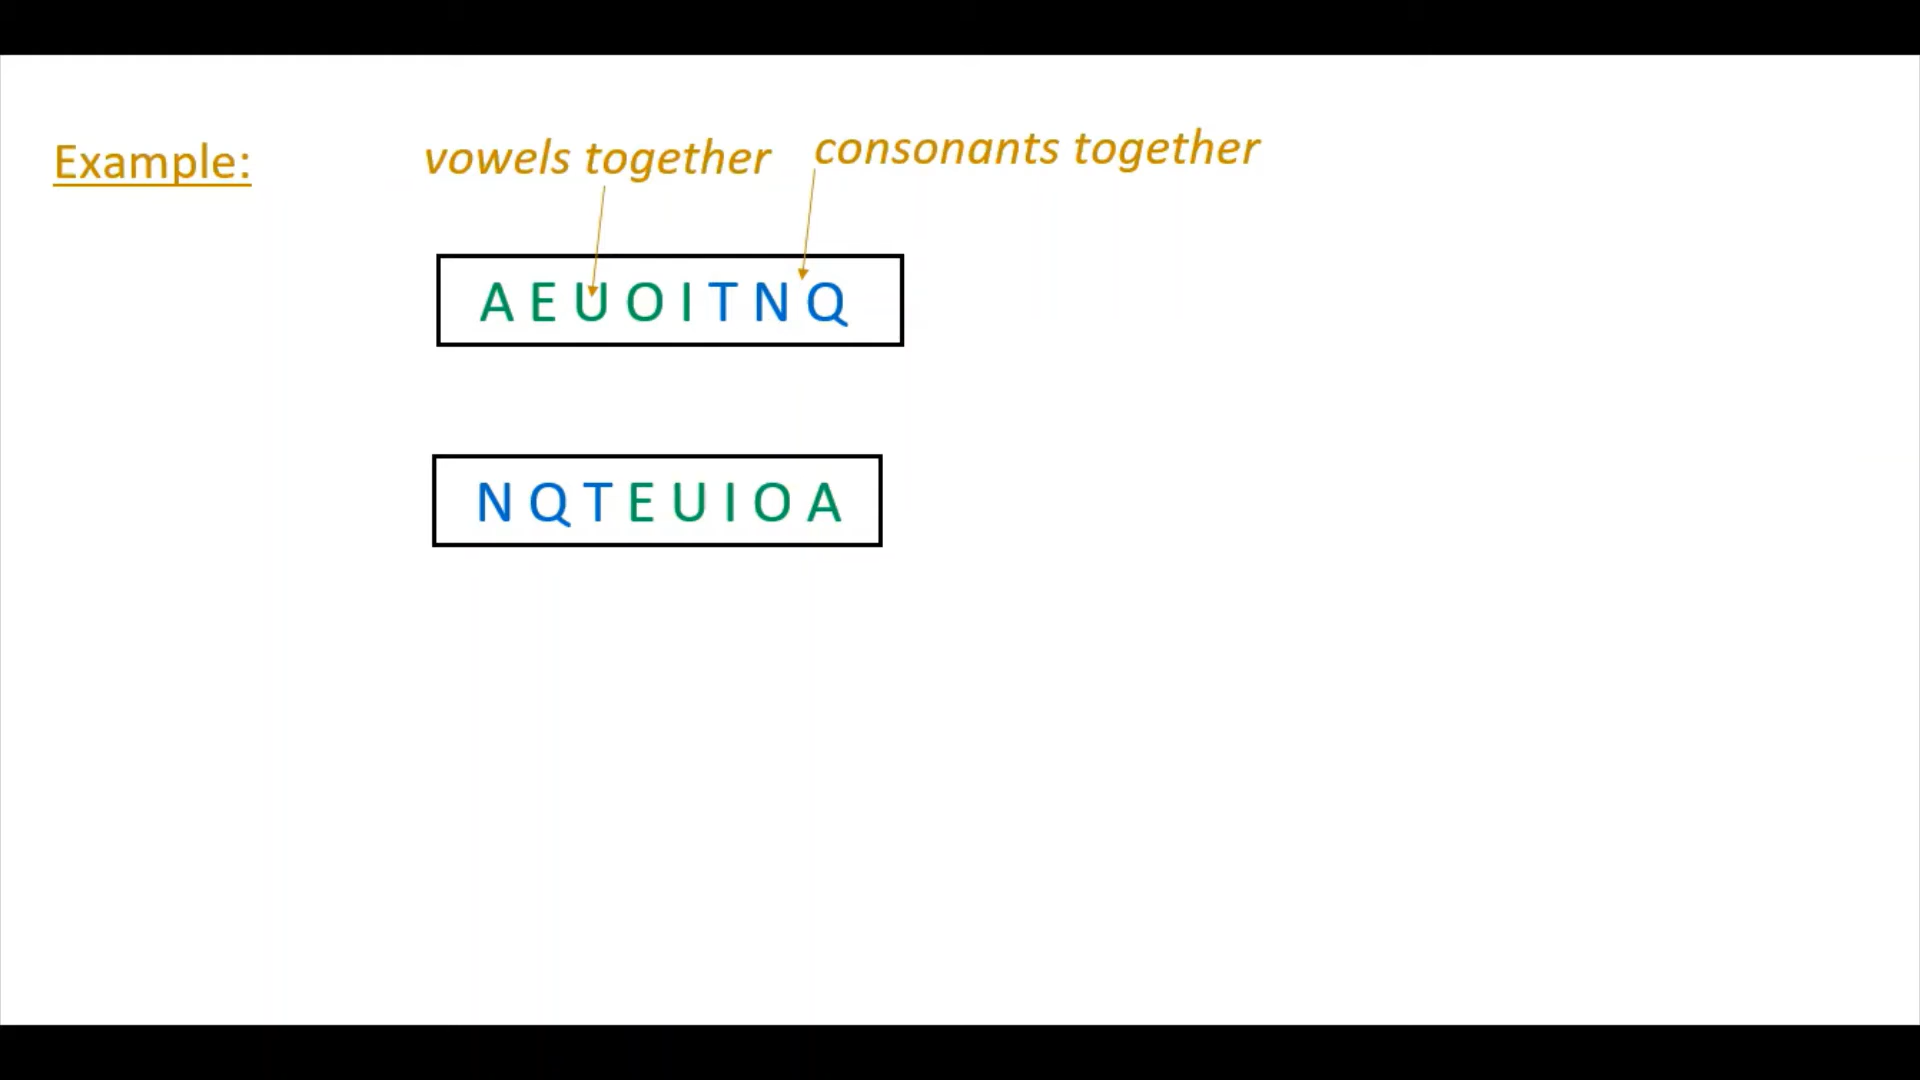 Example:
vowels together
consonants together
A E U O I T N Q
N Q T E U I O A